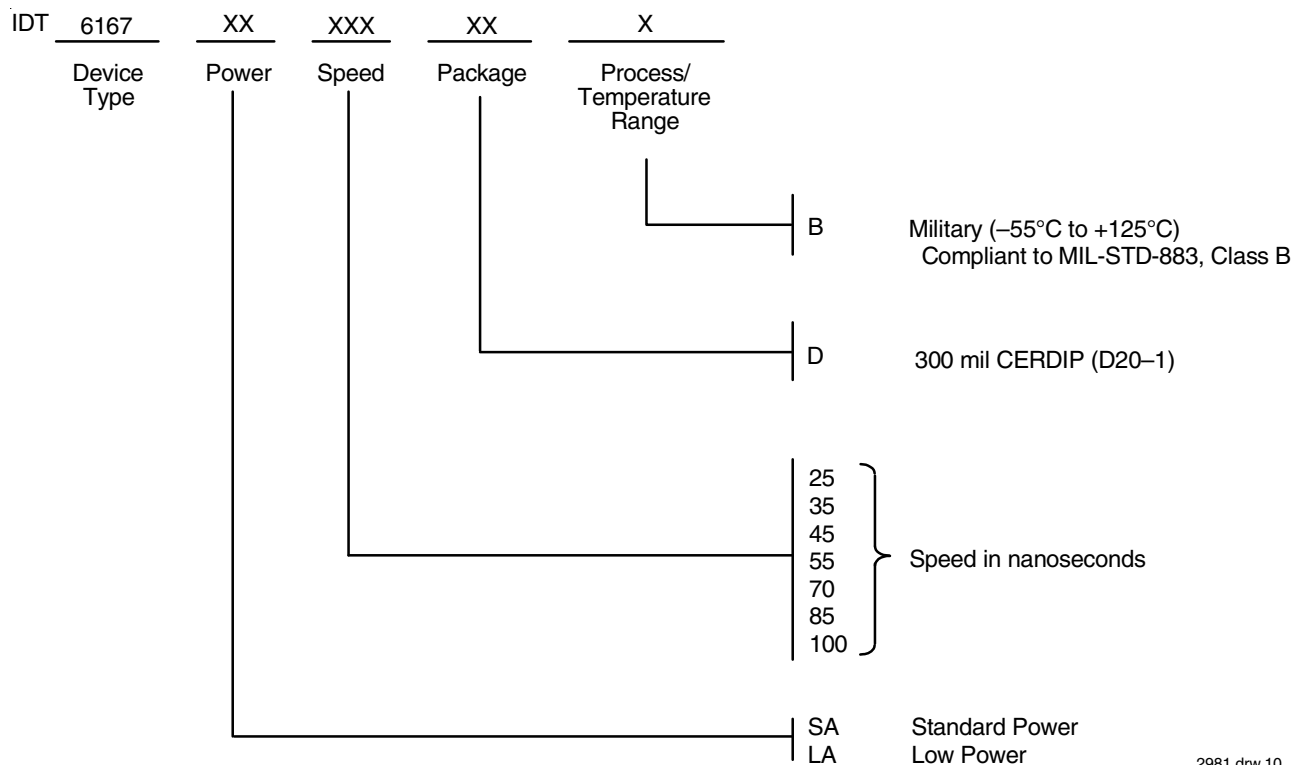 IDT 6167 XX XXX XX X
Device Type
Power
Speed
Package
Process/
Temperature
Range
B Military (–55°C to +125°C)
Compliant to MIL-STD-883, Class B
D 300 mil CERDIP (D20–1)
25
35
45
55
70
85
100
Speed in nanoseconds
SA Standard Power
LA Low Power
2981 drw 10